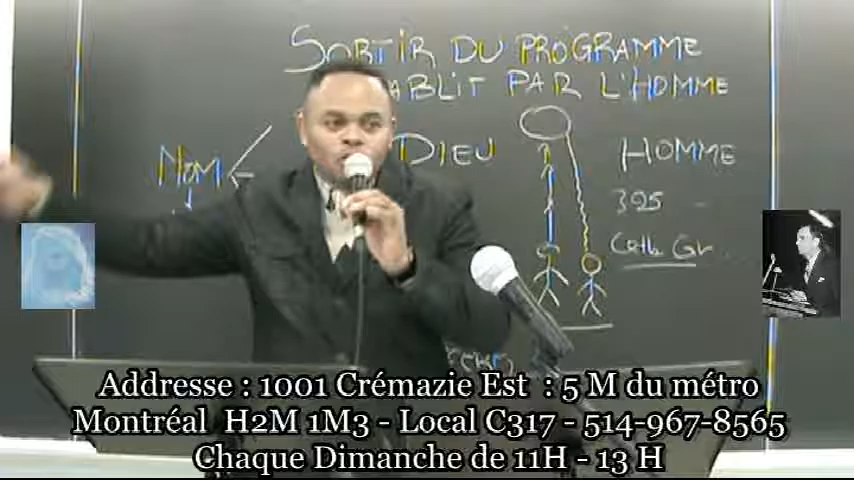 SORTIR DU PROGRAMME
PAR L'HOMME
NOM
DIEU
HOMME
325
Addresse : 1001 Crémazie Est : 5 M du métro
Montréal H2M 1M3 - Local C317 - 514-967-8565
Chaque Dimanche de 11H - 13 H